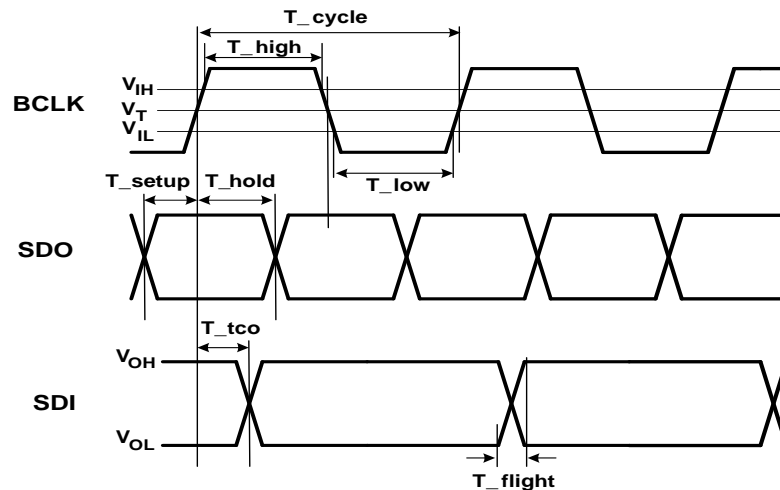 T_cycle
T_high
BCLK
VIH
VT
VIL
T_setup
T_hold
T_low
SDO
T_tco
VOH
SDI
VOL
T_flight